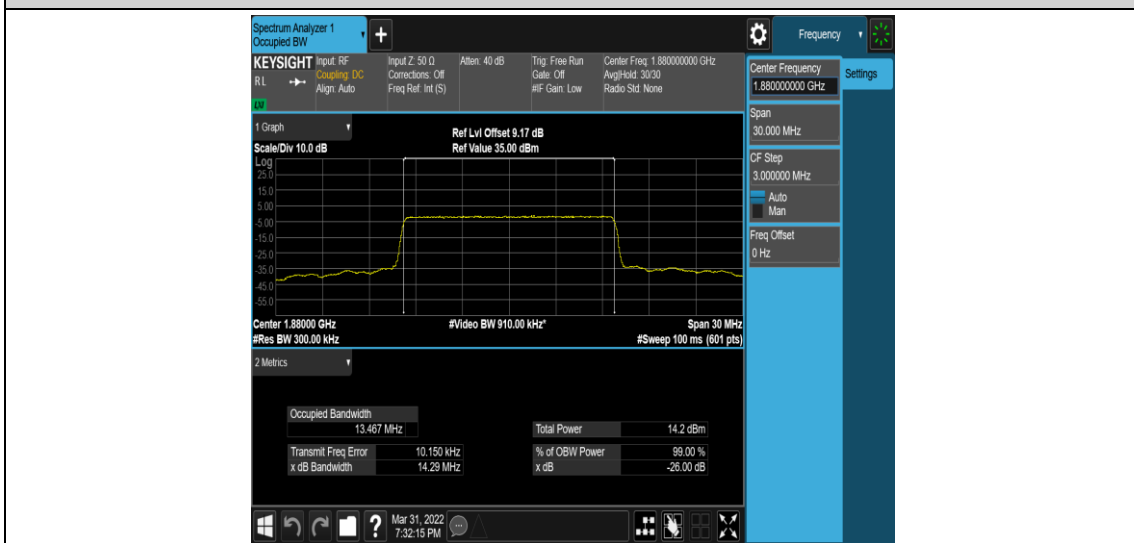 Spectrum Analyzer 1
Occupied BW
+
Frequency
KEYSIGHT
RL
Input: RF
Coupling: DC
Align: Auto
Input Z: 50 Ω
Corrections: Off
Freq Ref: Int (S)
Atten: 40 dB
Trig: Free Run
Gate: Off
#IF Gain: Low
Center Freq: 1.880000000 GHz
Avg|Hold: 30/30
Radio Std: None
Center Frequency
1.880000000 GHz
Settings
Span
30.000 MHz
CF Step
3.000000 MHz
Auto
Man
Freq Offset
0 Hz
1 Graph
Ref Lvl Offset 9.17 dB
Scale/Div 10.0 dB
Ref Value 35.00 dBm
Log
25.0
15.0
5.00
-5.00
-15.0
-25.0
-35.0
-45.0
-55.0
Center 1.88000 GHz
#Video BW 910.00 kHz*
Span 30 MHz
#Res BW 300.00 kHz
#Sweep 100 ms (601 pts)
2 Metrics
Occupied Bandwidth
13.467 MHz
Total Power 14.2 dBm
Transmit Freq Error 10.150 kHz
% of OBW Power 99.00 %
x dB Bandwidth 14.29 MHz
x dB -26.00 dB
?
Mar 31, 2022
7:32:15 PM